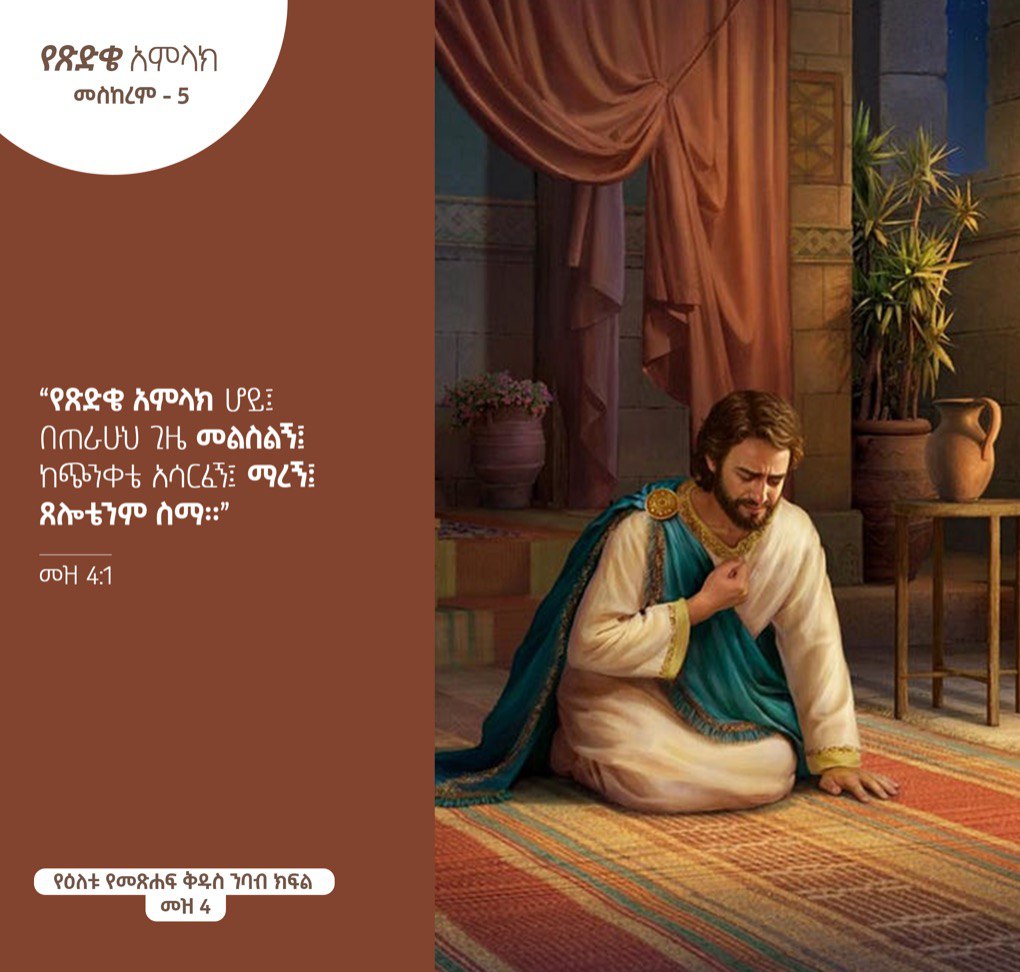 የጽድቄ አምላክ
መስከረም - 5
“የጽድቄ አምላክ ሆይ፤
በጠራሁህ ጊዜ መልስልኝ፤
ከጭንቀቴ አሳርፈኝ፤ ማረኝ፤
ጸሎቴንም ስማ።”
መዝ 4:1
የዕለቱ የመጽሐፍ ቅዱስ ንባብ ክፍል
መዝ 4